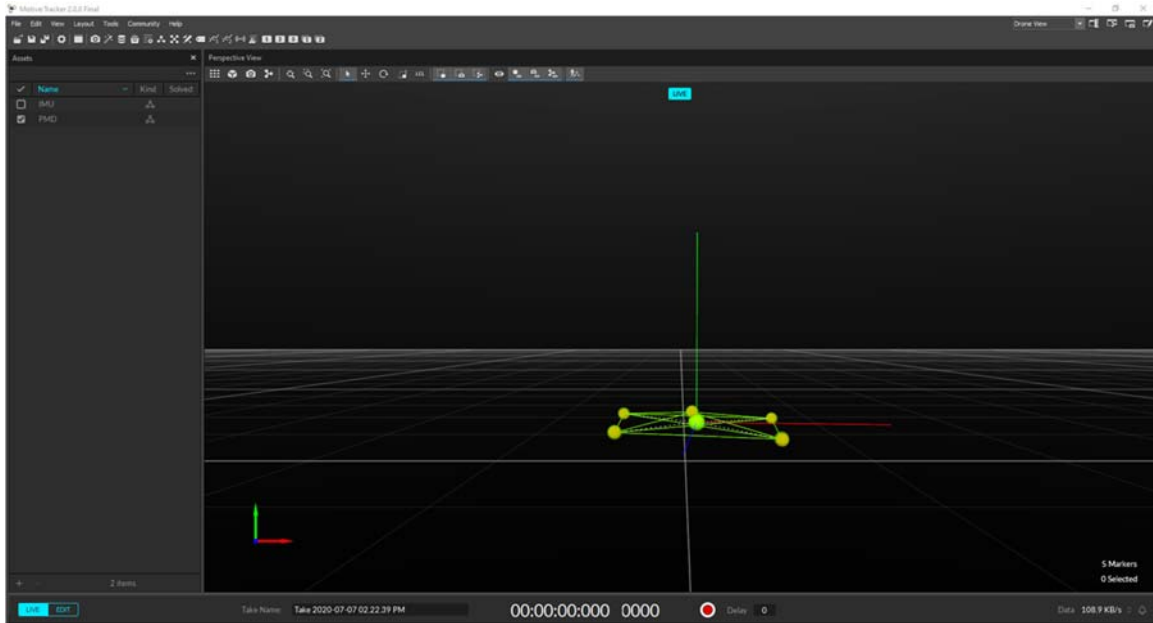 Motive Tracker 2.0.0 Final
File Edit View Layout Tools Community Help
Drone View
Assets
Perspective View
Name Kind Solved
IMU
PMD
LIVE
5 Markers
0 Selected
2 items
LIVE EDIT
Take Name: Take 2020-07-07 02.22.39 PM
00:00:00:000 0000
Delay 0
Data 108.9 KB/s